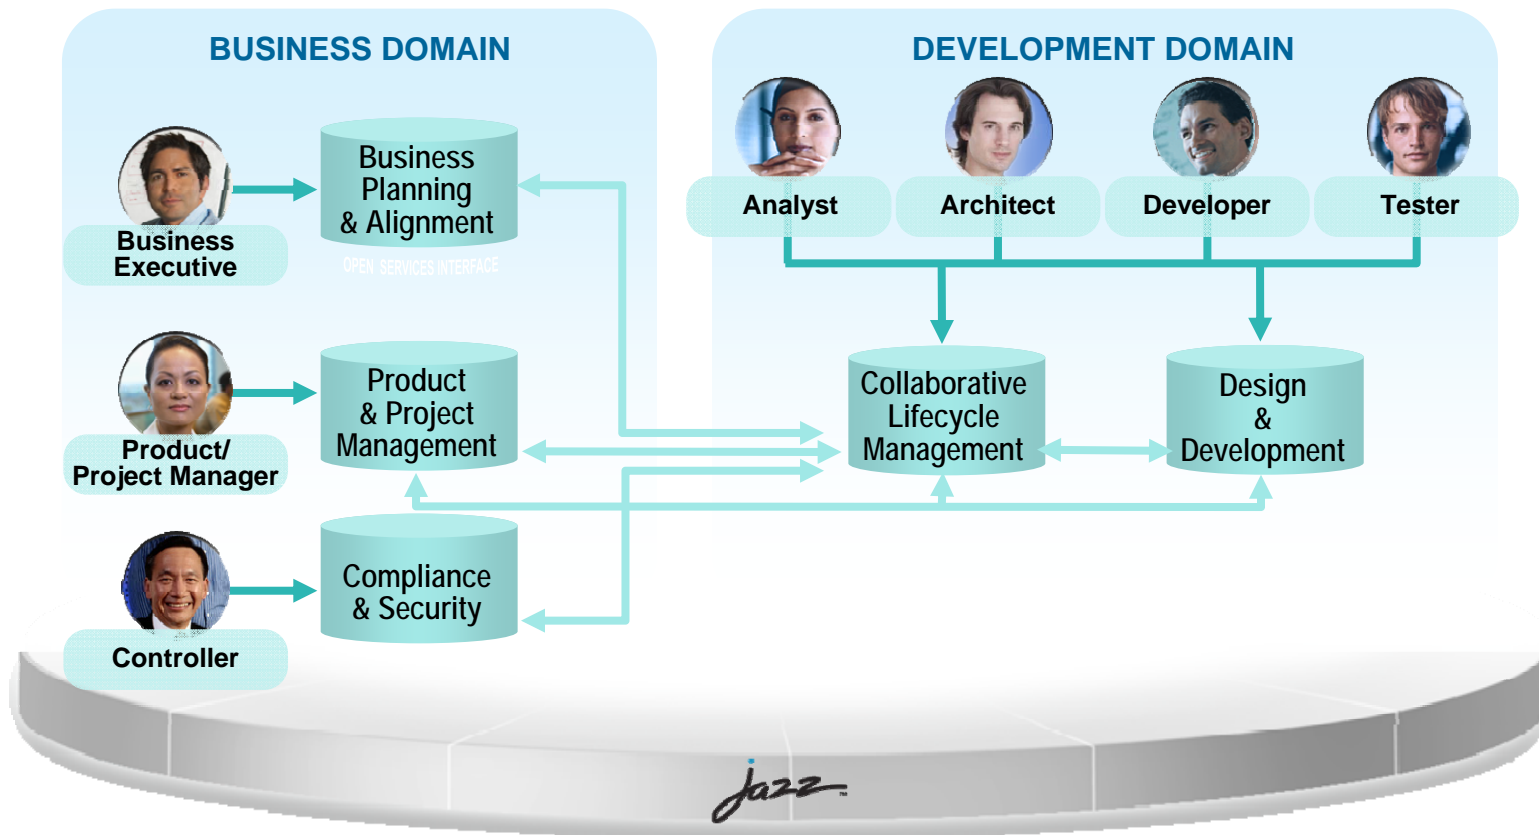 BUSINESS DOMAIN
Business
Planning
& Alignment
OPEN SERVICES INTERFACE
Business
Executive
Product
& Project
Management
Product/
Project Manager
Compliance
& Security
Controller
DEVELOPMENT DOMAIN
Analyst
Architect
Developer
Tester
Collaborative
Lifecycle
Management
Design
&
Development
jazz™